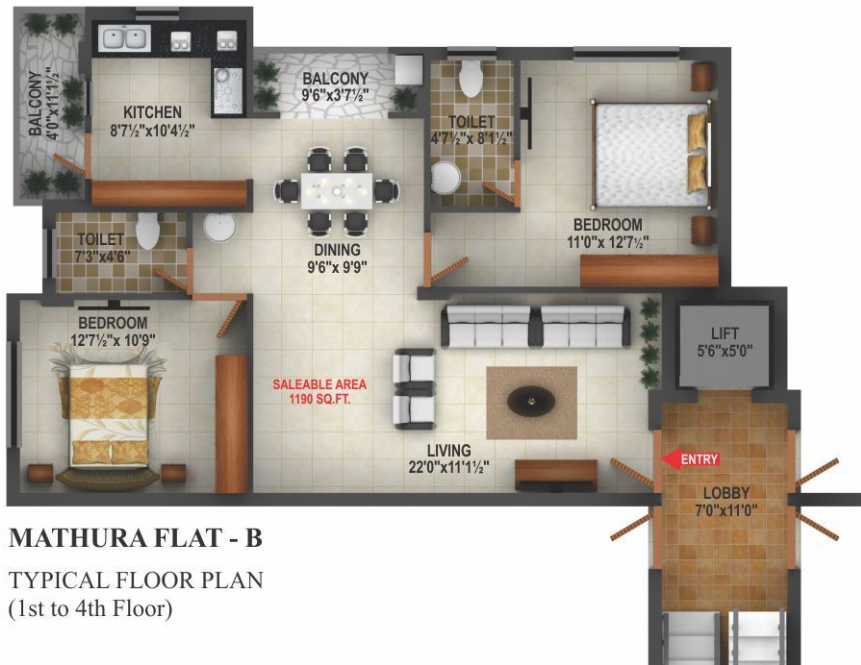 BALCONY
4'0"x11'1½"
KITCHEN
8'7½"x10'4½"
BALCONY
9'6"x3'7½"
TOILET
4'7½"x 8'1½"
BEDROOM
11'0"x 12'7½"
TOILET
7'3"x4'6"
DINING
9'6"x 9'9"
BEDROOM
12'7½"x 10'9"
LIFT
5'6"x5'0"
SALEABLE AREA
1190 SQ.FT.
LIVING
22'0"x11'1½"
ENTRY
LOBBY
7'0"x11'0"
MATHURA FLAT - B
TYPICAL FLOOR PLAN
(1st to 4th Floor)